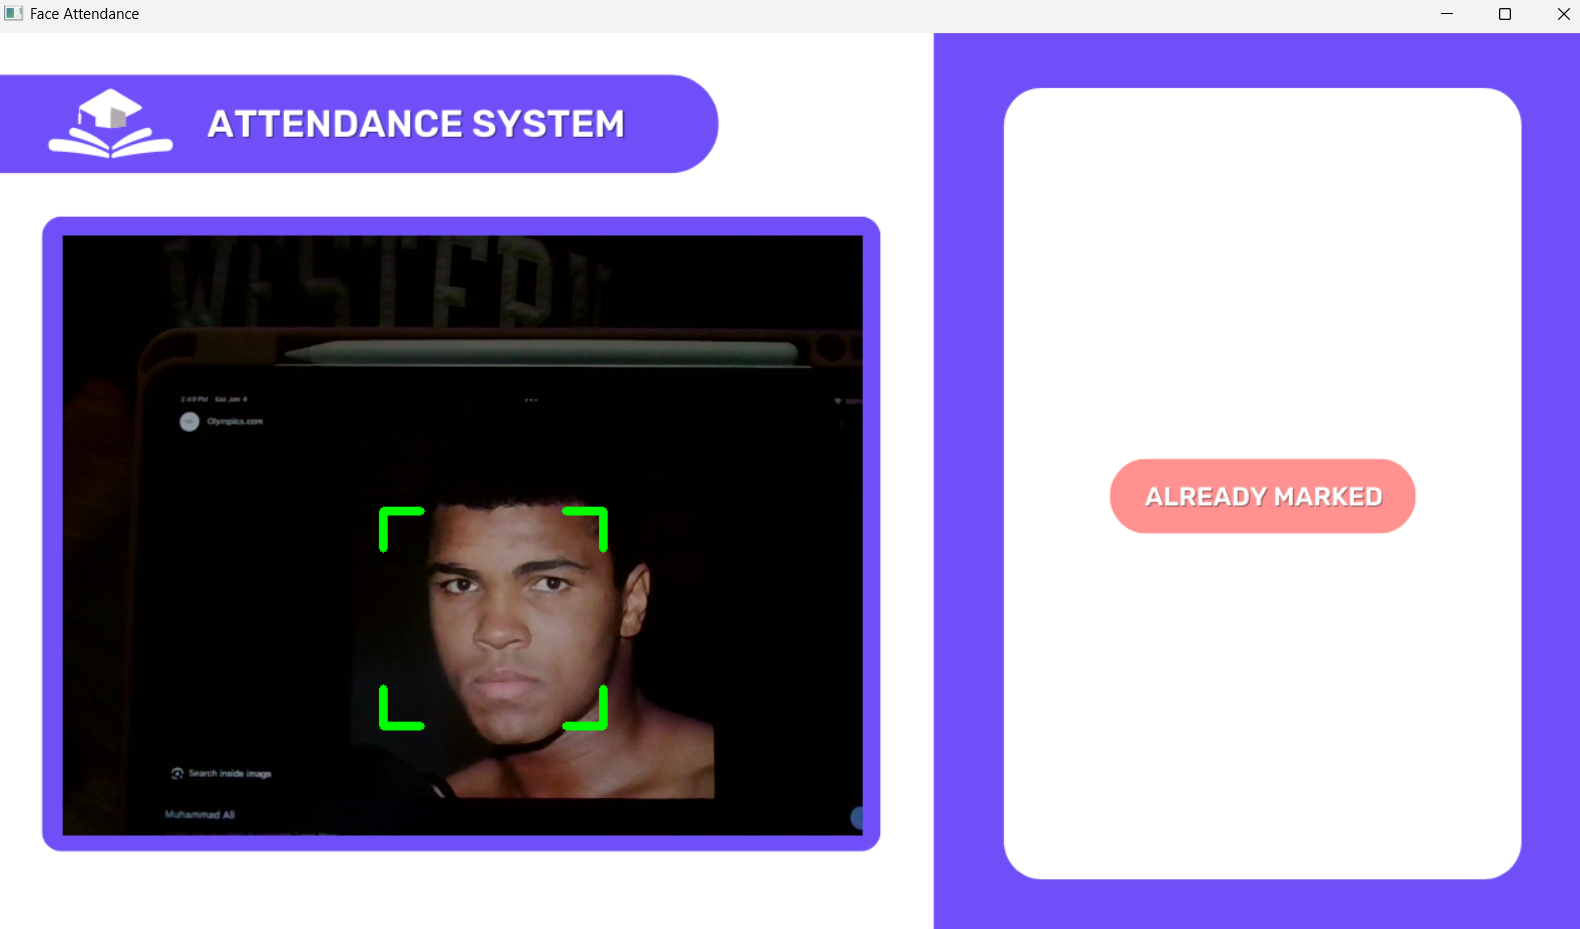 Face Attendance
ATTENDANCE SYSTEM
WESTERN
2:49 PM Sat Jan 4
Olympics.com
Search inside image
Muhammad Ali
ALREADY MARKED